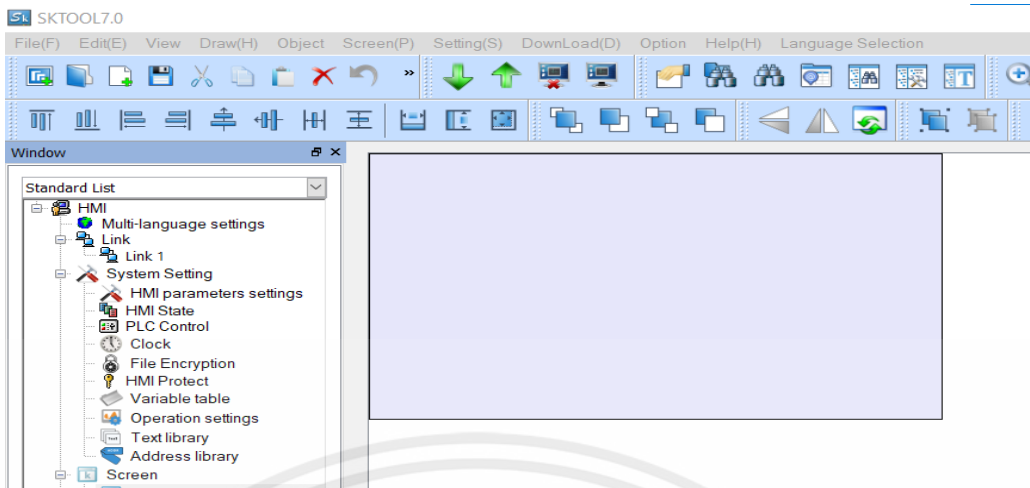 Sk SKTOOL7.0
File(F) Edit(E) View Draw(H) Object Screen(P) Setting(S) DownLoad(D) Option Help(H) Language Selection
Window
Standard List
HMI
Multi-language settings
Link
Link 1
System Setting
HMI parameters settings
HMI State
PLC Control
Clock
File Encryption
HMI Protect
Variable table
Operation settings
Text library
Address library
Screen